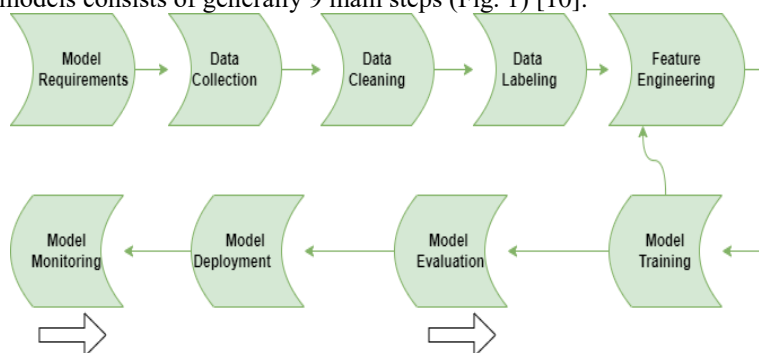 models consists of generally 9 main steps (Fig. 1) [10].
Model
Requirements
Data
Collection
Data
Cleaning
Data
Labeling
Feature
Engineering
Model
Monitoring
Model
Deployment
Model
Evaluation
Model
Training